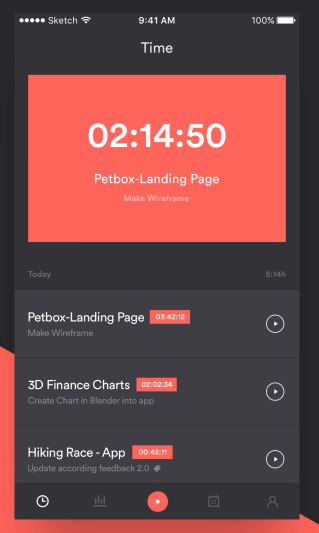 Sketch 9:41 AM 100%
Time
02:14:50
Petbox-Landing Page
Make Wireframe
Today 5:14h
Petbox-Landing Page 03:42:12
Make Wireframe
3D Finance Charts 02:02:34
Create Chart in Blender into app
Hiking Race - App 00:42:11
Update according feedback 2.0